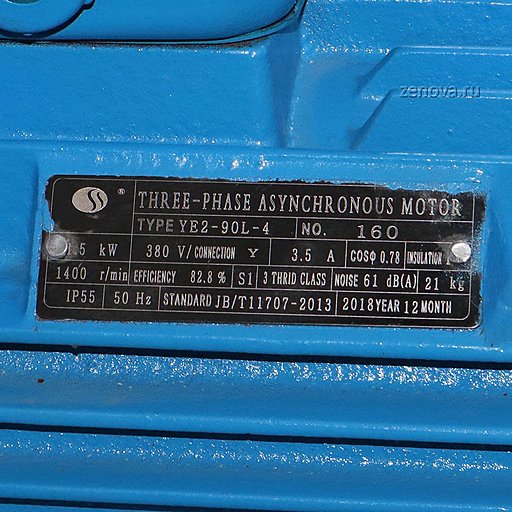 zenova.ru
®
THREE-PHASE ASYNCHRONOUS MOTOR
TYPE YE2-90L-4 NO. 160
.5 kW 380 V/CONNECTION Y 3.5 A COSφ 0.78 INSULATION
1400 r/min EFFICIENCY 82.8 % S1 3 THRID CLASS NOISE 61 dB(A) 21 kg
IP55 50 Hz STANDARD JB/T11707-2013 2018YEAR 12MONTH